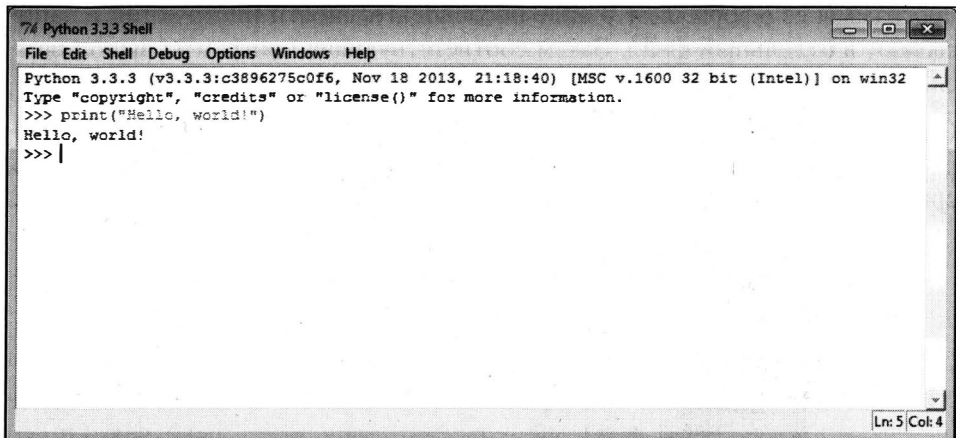 Python 3.3.3 Shell
File Edit Shell Debug Options Windows Help
Python 3.3.3 (v3.3.3:c3896275c0f6, Nov 18 2013, 21:18:40) [MSC v.1600 32 bit (Intel)] on win32
Type "copyright", "credits" or "license()" for more information.
>>> print("Hello, world!")
Hello, world!
>>>
Ln: 5 Col: 4